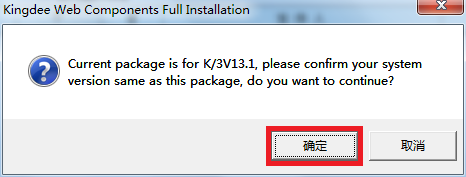 Kingdee Web Components Full Installation
Current package is for K/3V13.1, please confirm your system
version same as this package, do you want to continue?
确定
取消